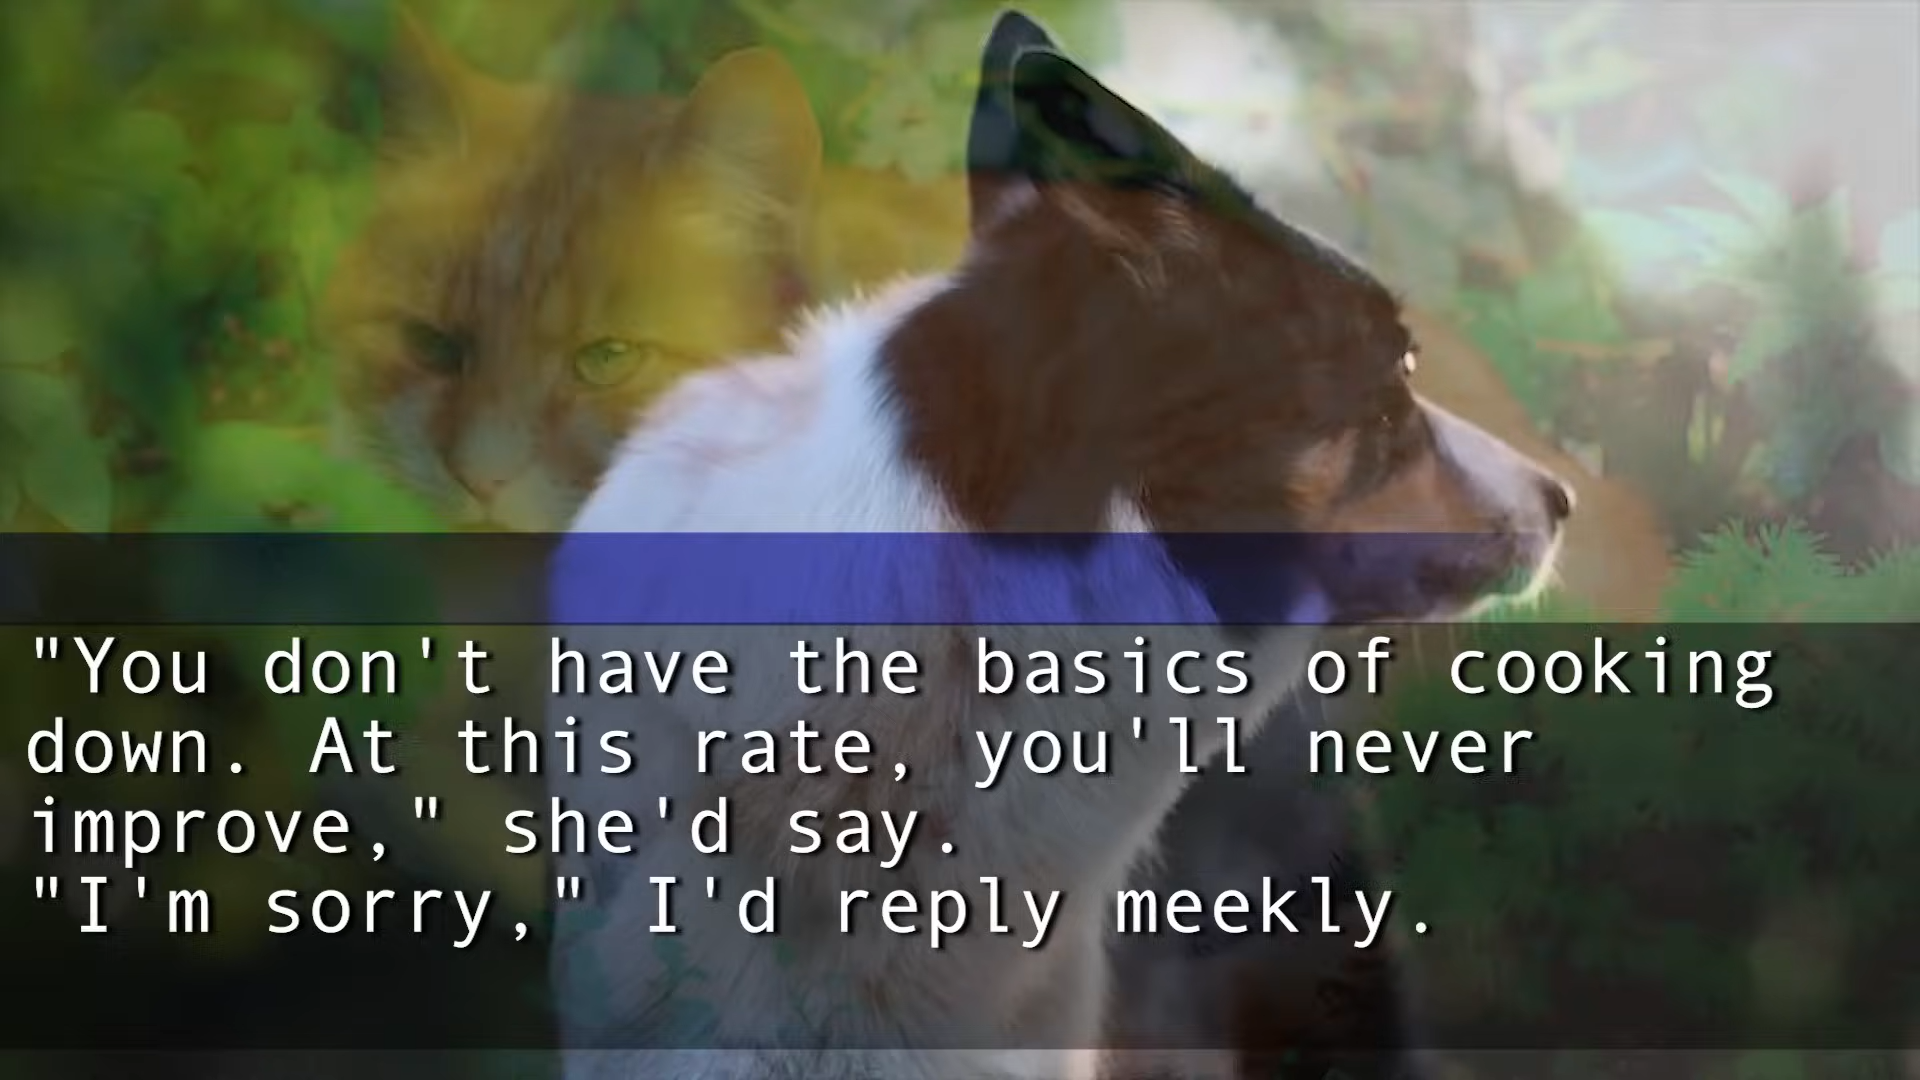 "You don't have the basics of cooking
down. At this rate, you'll never
improve," she'd say.
"I'm sorry," I'd reply meekly.